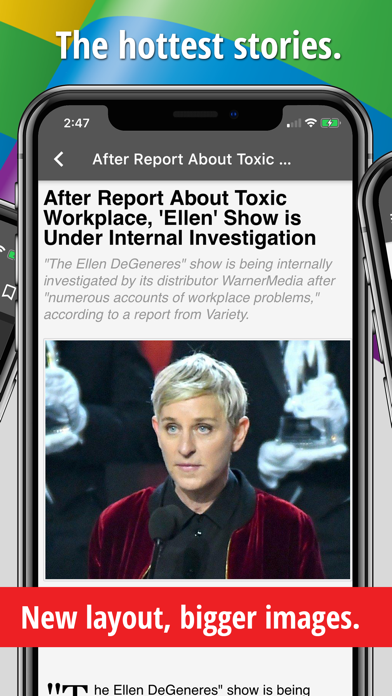 The hottest stories.
2:47
After Report About Toxic ...
After Report About Toxic
Workplace, 'Ellen' Show is
Under Internal Investigation
"The Ellen DeGeneres" show is being internally
investigated by its distributor WarnerMedia after
"numerous accounts of workplace problems,"
according to a report from Variety.
New layout, bigger images.
"The Ellen DeGeneres" show is being